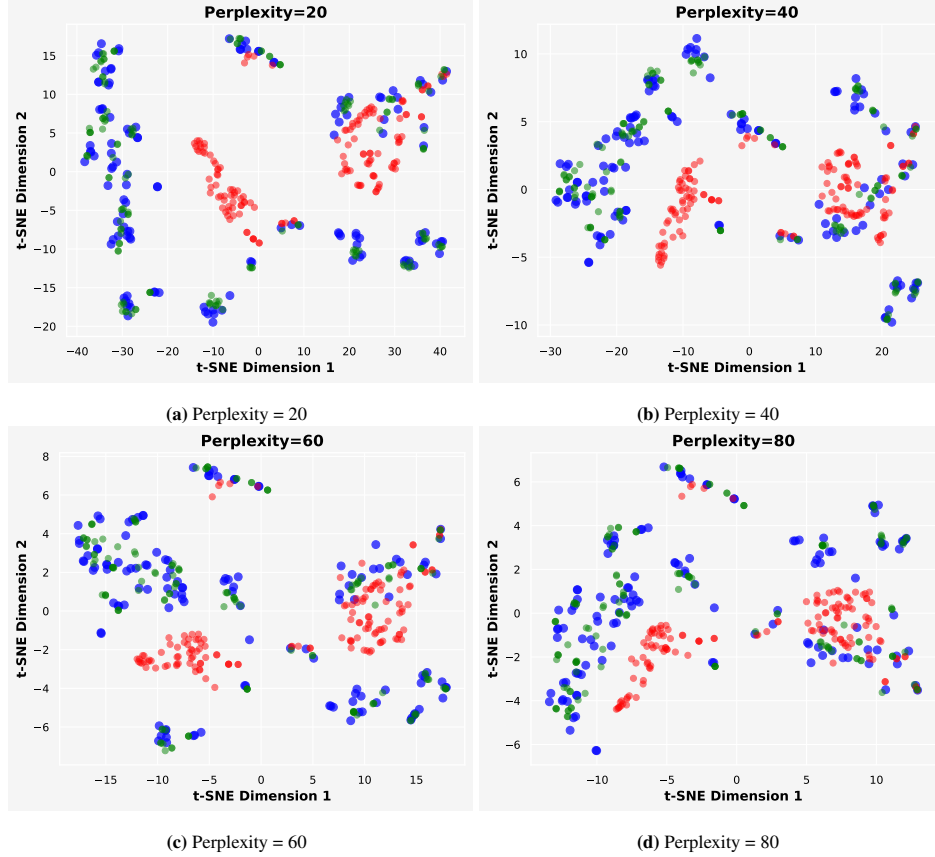 Perplexity=20
15
10
5
0
−5
−10
−15
−20
t-SNE Dimension 2
−40 −30 −20 −10 0 10 20 30 40
t-SNE Dimension 1
(a) Perplexity = 20
Perplexity=40
10
5
0
−5
−10
t-SNE Dimension 2
−30 −20 −10 0 10 20
t-SNE Dimension 1
(b) Perplexity = 40
Perplexity=60
8
6
4
2
0
−2
−4
−6
t-SNE Dimension 2
−15 −10 −5 0 5 10 15
t-SNE Dimension 1
(c) Perplexity = 60
Perplexity=80
6
4
2
0
−2
−4
−6
t-SNE Dimension 2
−10 −5 0 5 10
t-SNE Dimension 1
(d) Perplexity = 80